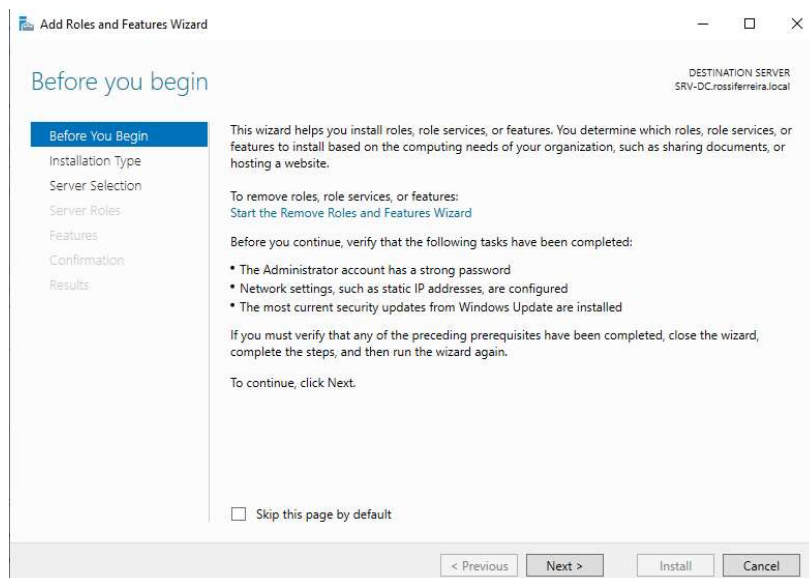 Add Roles and Features Wizard
Before you begin
DESTINATION SERVER
SRV-DC.rossiferreira.local
Before You Begin
Installation Type
Server Selection
Server Roles
Features
Confirmation
Results
This wizard helps you install roles, role services, or features. You determine which roles, role services, or
features to install based on the computing needs of your organization, such as sharing documents, or
hosting a website.
To remove roles, role services, or features:
Start the Remove Roles and Features Wizard
Before you continue, verify that the following tasks have been completed:
• The Administrator account has a strong password
• Network settings, such as static IP addresses, are configured
• The most current security updates from Windows Update are installed
If you must verify that any of the preceding prerequisites have been completed, close the wizard,
complete the steps, and then run the wizard again.
To continue, click Next.
Skip this page by default
< Previous
Next >
Install
Cancel